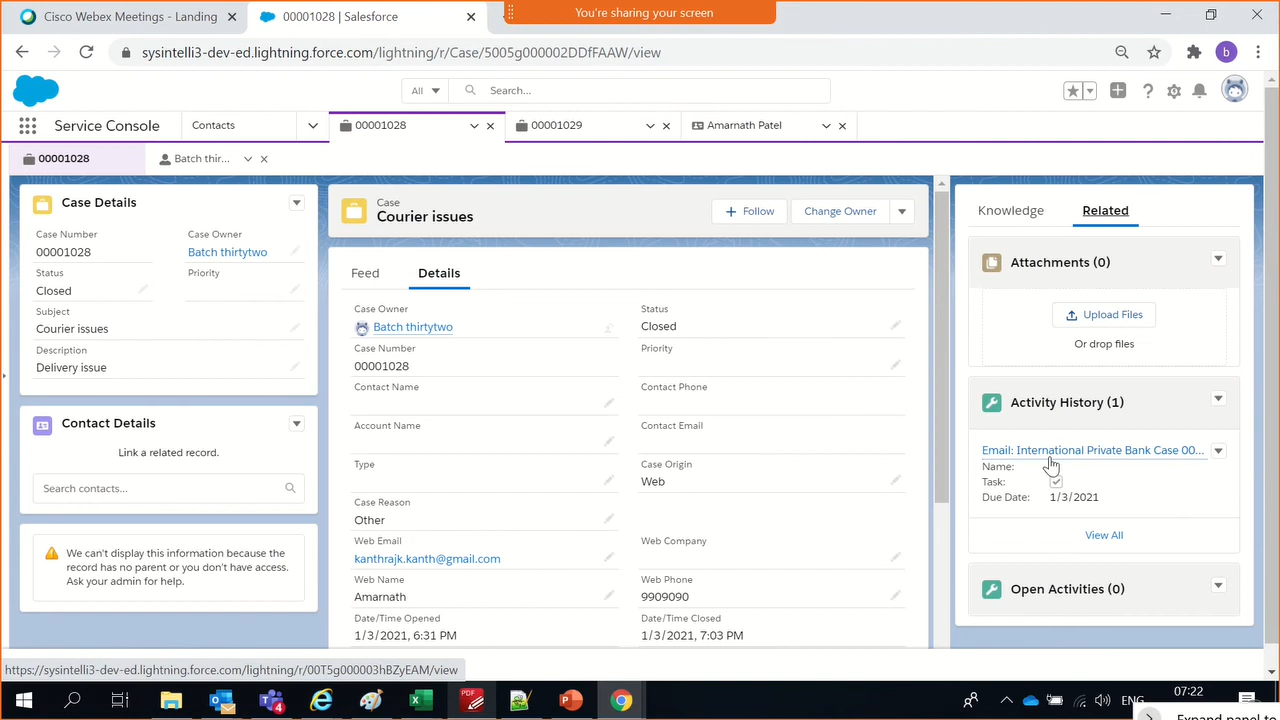 Cisco Webex Meetings - Landing
00001028 | Salesforce
You're sharing your screen
sysintelli3-dev-ed.lightning.force.com/lightning/r/Case/5005g000002DDfFAAW/view
b
All
Search...
Service Console
Contacts
00001028
00001029
Amarnath Patel
00001028
Batch thir...
Case Details
Case Number
00001028
Case Owner
Batch thirtytwo
Status
Closed
Priority
Subject
Courier issues
Description
Delivery issue
Contact Details
Link a related record.
Search contacts...
We can't display this information because the
record has no parent or you don't have access.
Ask your admin for help.
Case
Courier issues
Follow
Change Owner
Feed
Details
Case Owner
Batch thirtytwo
Status
Closed
Case Number
00001028
Priority
Contact Name
Contact Phone
Account Name
Contact Email
Type
Case Origin
Web
Case Reason
Other
Web Email
kanthrajk.kanth@gmail.com
Web Company
Web Name
Amarnath
Web Phone
9909090
Date/Time Opened
1/3/2021, 6:31 PM
Date/Time Closed
1/3/2021, 7:03 PM
Knowledge
Related
Attachments (0)
Upload Files
Or drop files
Activity History (1)
Email: International Private Bank Case 00...
Name:
Task:
Due Date: 1/3/2021
View All
Open Activities (0)
https://sysintelli3-dev-ed.lightning.force.com/lightning/r/00T5g000003hBZyEAM/view
PDF
ENG
07:22
Expand panel to